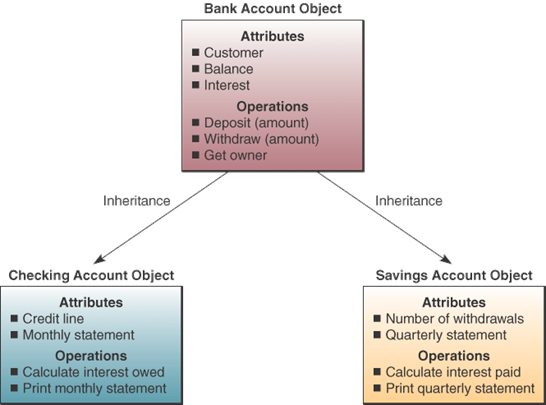 Bank Account Object
Attributes
■ Customer
■ Balance
■ Interest
Operations
■ Deposit (amount)
■ Withdraw (amount)
■ Get owner
Inheritance
Inheritance
Checking Account Object
Attributes
■ Credit line
■ Monthly statement
Operations
■ Calculate interest owed
■ Print monthly statement
Savings Account Object
Attributes
■ Number of withdrawals
■ Quarterly statement
Operations
■ Calculate interest paid
■ Print quarterly statement